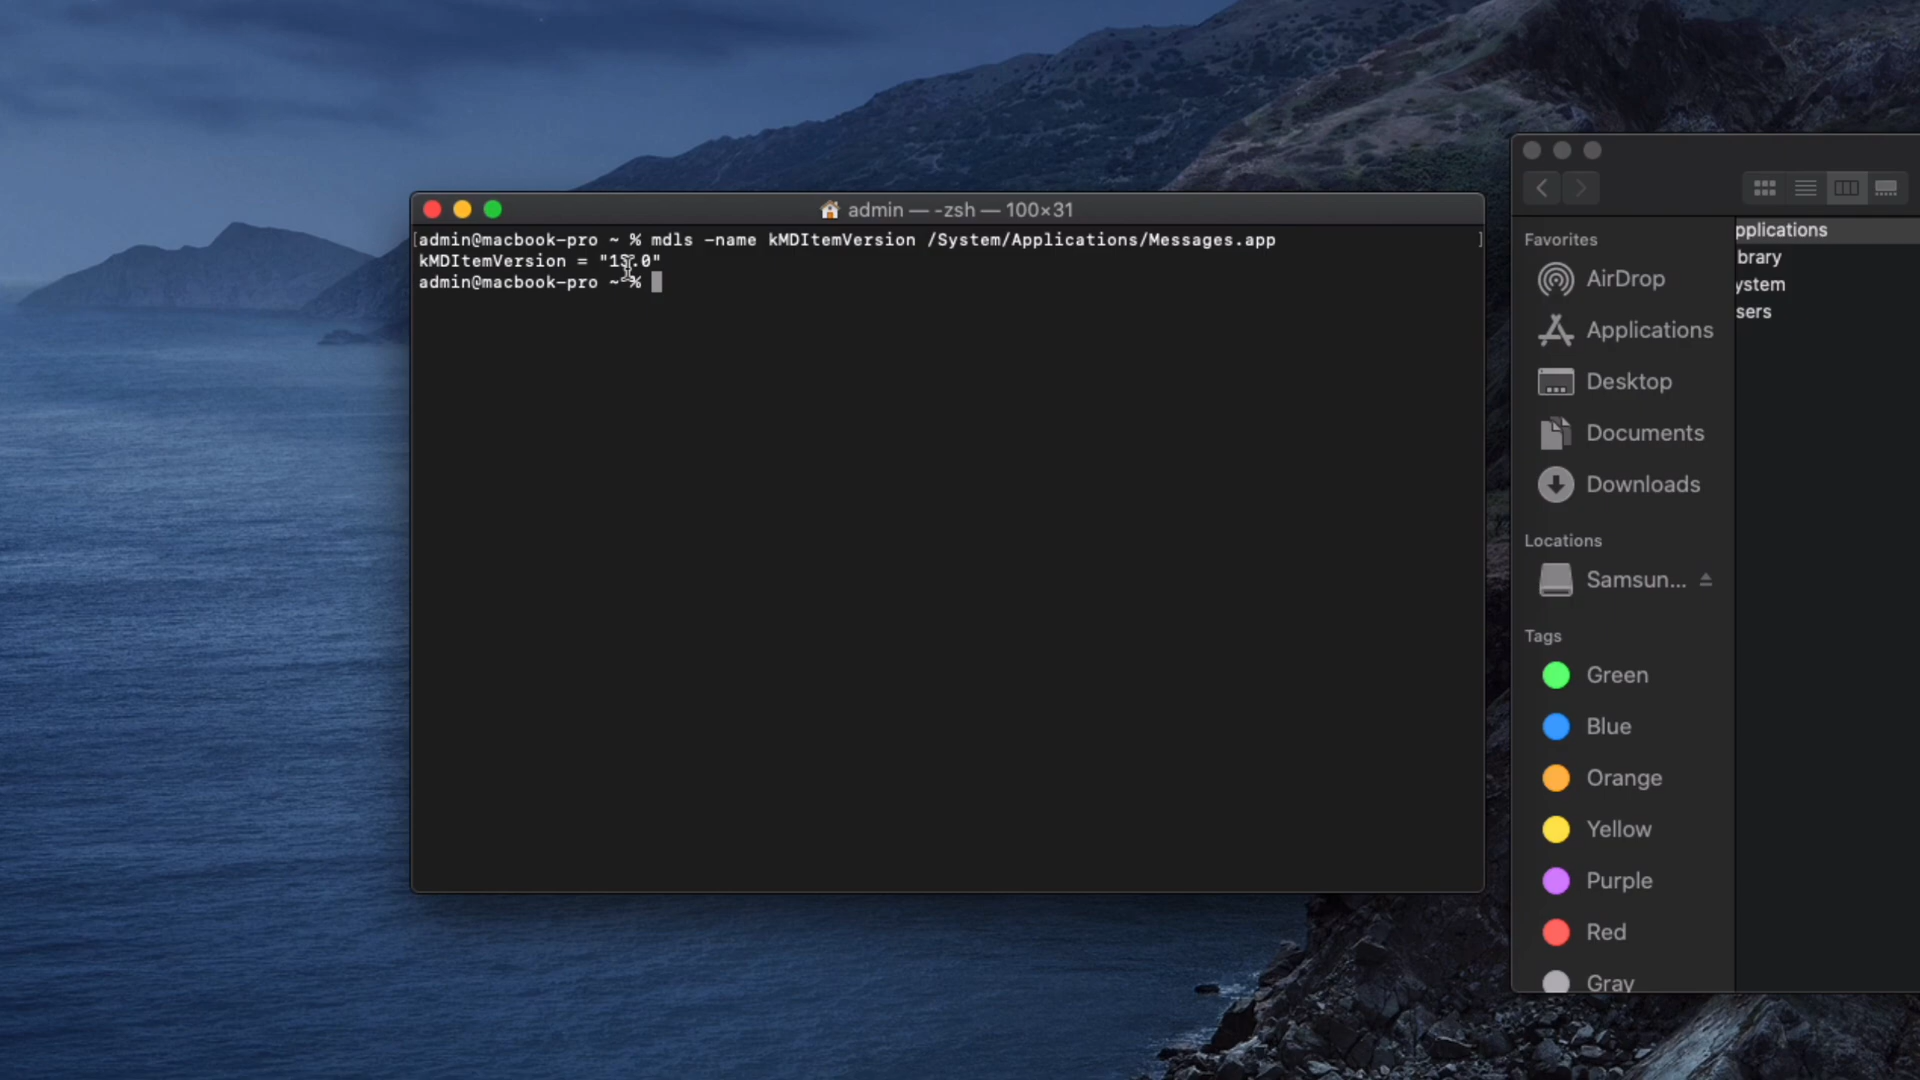 admin — -zsh — 100×31
[admin@macbook-pro ~ % mdls -name kMDItemVersion /System/Applications/Messages.app ]
kMDItemVersion =
admin@macbook-pro ~ %
Favorites
AirDrop
Applications
Desktop
Documents
Downloads
Locations
Samsun...
Tags
Green
Blue
Orange
Yellow
Purple
Red
Gray
pplications
brary
ystem
sers